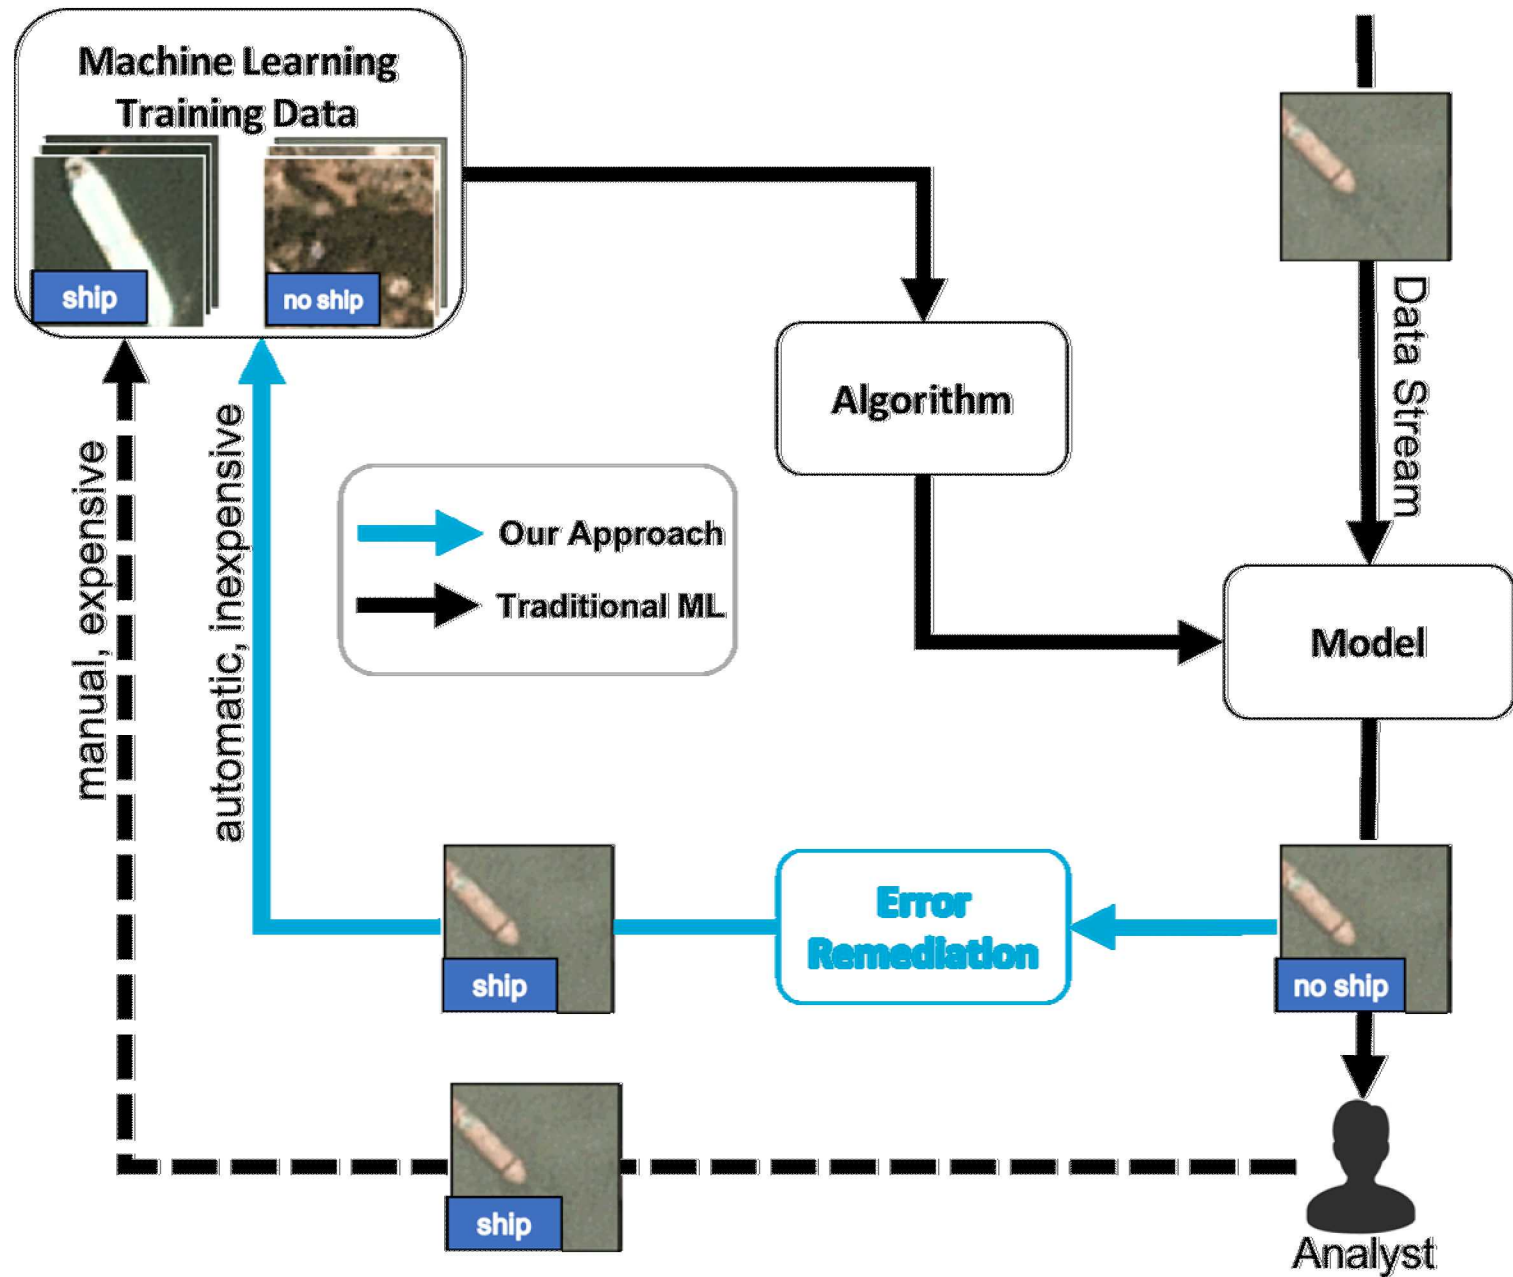 Machine Learning
Training Data
ship
no ship
Data Stream
Algorithm
manual, expensive
automatic, inexpensive
Our Approach
Traditional ML
Model
Error
Remediation
ship
no ship
ship
Analyst